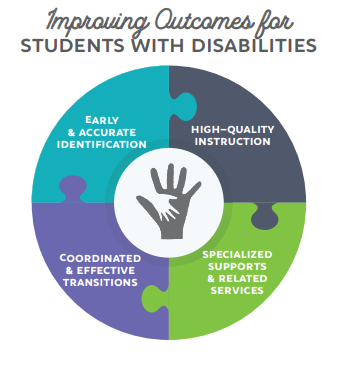 Improving Outcomes for
STUDENTS WITH DISABILITIES
EARLY
& ACCURATE
IDENTIFICATION
HIGH-QUALITY
INSTRUCTION
COORDINATED
& EFFECTIVE
TRANSITIONS
SPECIALIZED
SUPPORTS
& RELATED
SERVICES